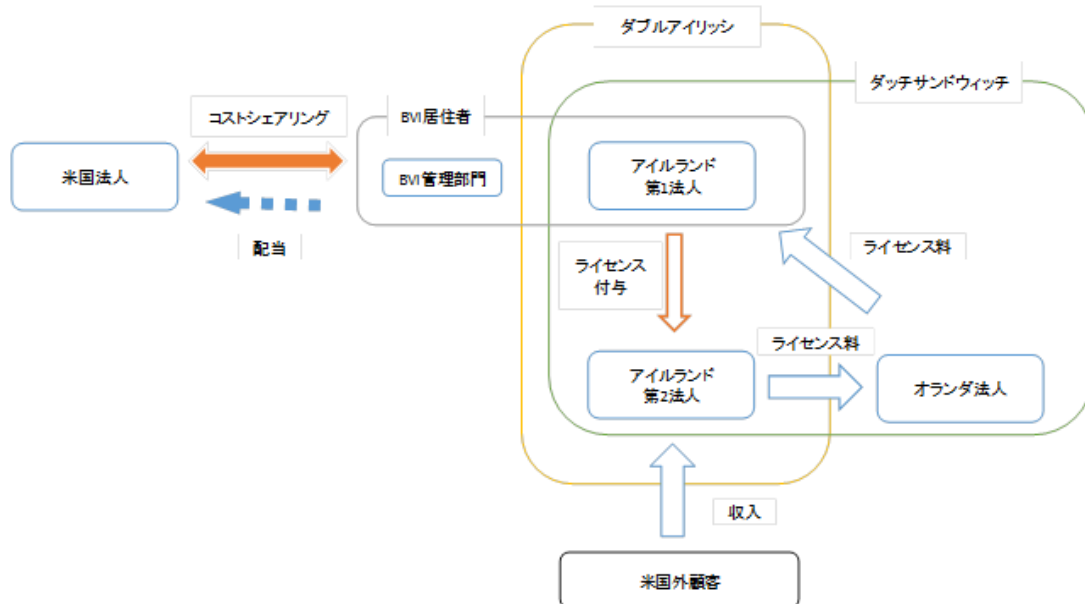 ダブルアイリッシ
ダッチサンドウィッチ
コストシェアリング
BVI居住者
米国法人
BVI管理部門
アイルランド
第1法人
配当
ライセンス
付与
ライセンス料
ライセンス料
アイルランド
第2法人
オランダ法人
収入
米国外顧客